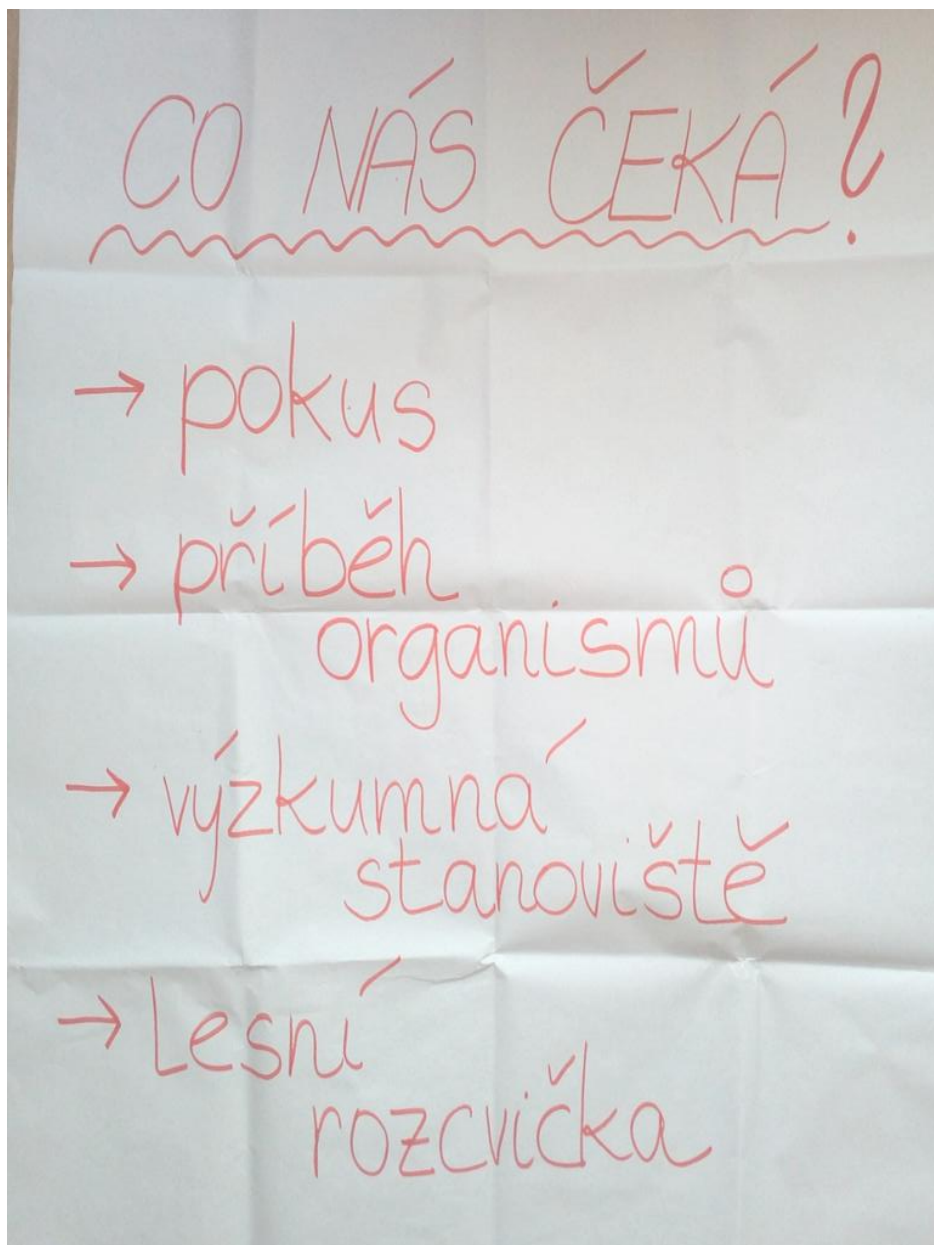 CO NÁS ČEKÁ?
→ pokus
→ příběh
organismů
→ výzkumná
stanoviště
→ Lesní
rozcvička